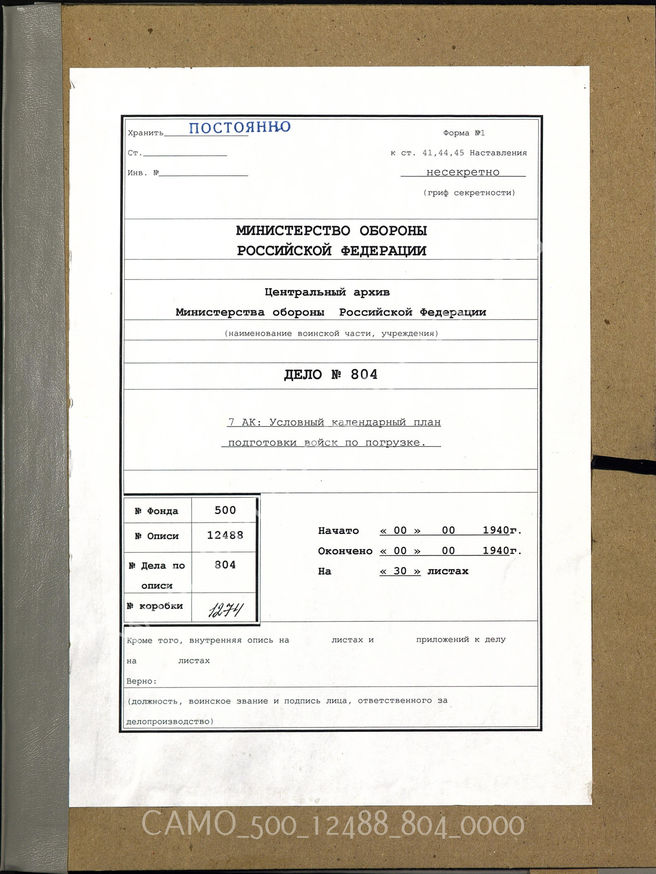 Хранить ПОСТОЯННО
Форма №1
Ст.
к ст. 41,44,45 Наставления
Инв. №
несекретно
(гриф секретности)
МИНИСТЕРСТВО ОБОРОНЫ
РОССИЙСКОЙ ФЕДЕРАЦИИ
Центральный архив
Министерства обороны Российской Федерации
(наименование воинской части, учреждения)
ДЕЛО № 804
7 АК: Условный календарный план
подготовки войск по погрузке.
№ Фонда 500
№ Описи 12488
№ Дела по описи 804
№ коробки 1274
Начато « 00 » 00 1940г.
Окончено « 00 » 00 1940г.
На « 30 » листах
Кроме того, внутренняя опись на листах и приложений к делу
на листах
Верно:
(должность, воинское звание и подпись лица, ответственного за
делопроизводство)
CAMO_500_12488_804_0000